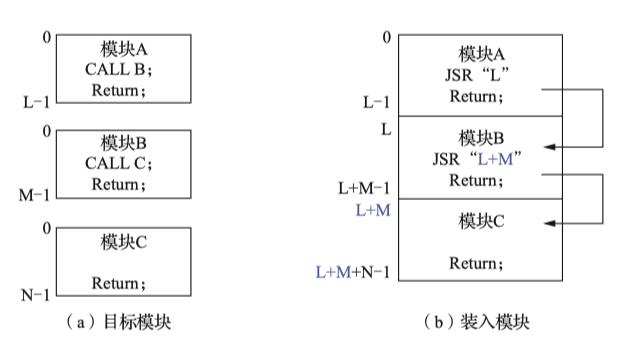 0
模块A
CALL B；
Return；
L-1
0
模块B
CALL C；
Return；
M-1
0
模块C
Return；
N-1
（a）目标模块
0
模块A
JSR “L”
Return；
L-1
L
模块B
JSR “L+M”
Return；
L+M-1
L+M
模块C
Return；
L+M+N-1
（b）装入模块